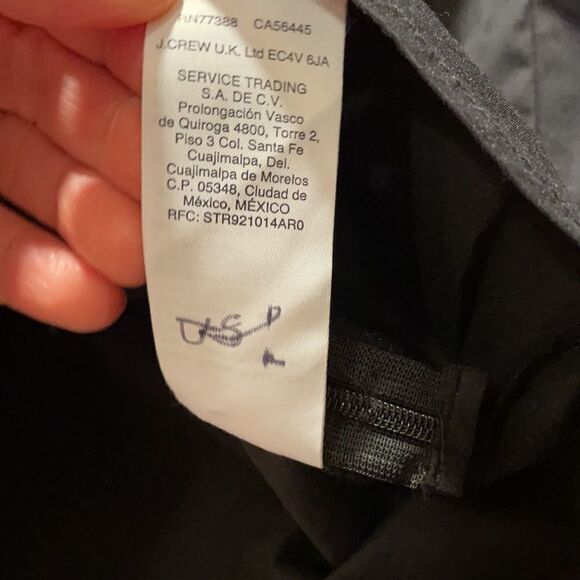 RN77388 CA56445
J.CREW U.K. Ltd EC4V 6JA
SERVICE TRADING
S.A. DE C.V.
Prolongación Vasco
de Quiroga 4800, Torre 2,
Piso 3 Col. Santa Fe
Cuajimalpa, Del.
Cuajimalpa de Morelos
C.P. 05348, Ciudad de
México, MÉXICO
RFC: STR921014AR0